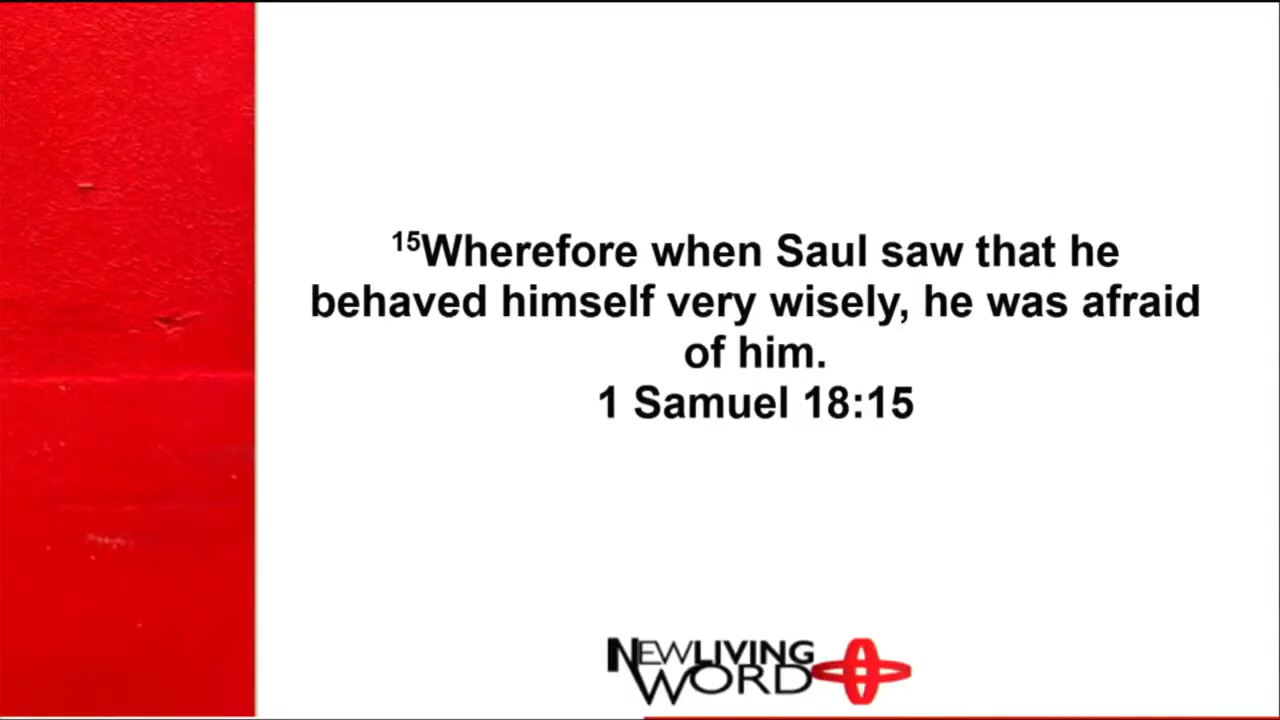 15Wherefore when Saul saw that he
behaved himself very wisely, he was afraid
of him.
1 Samuel 18:15
NEWLIVING
WORD